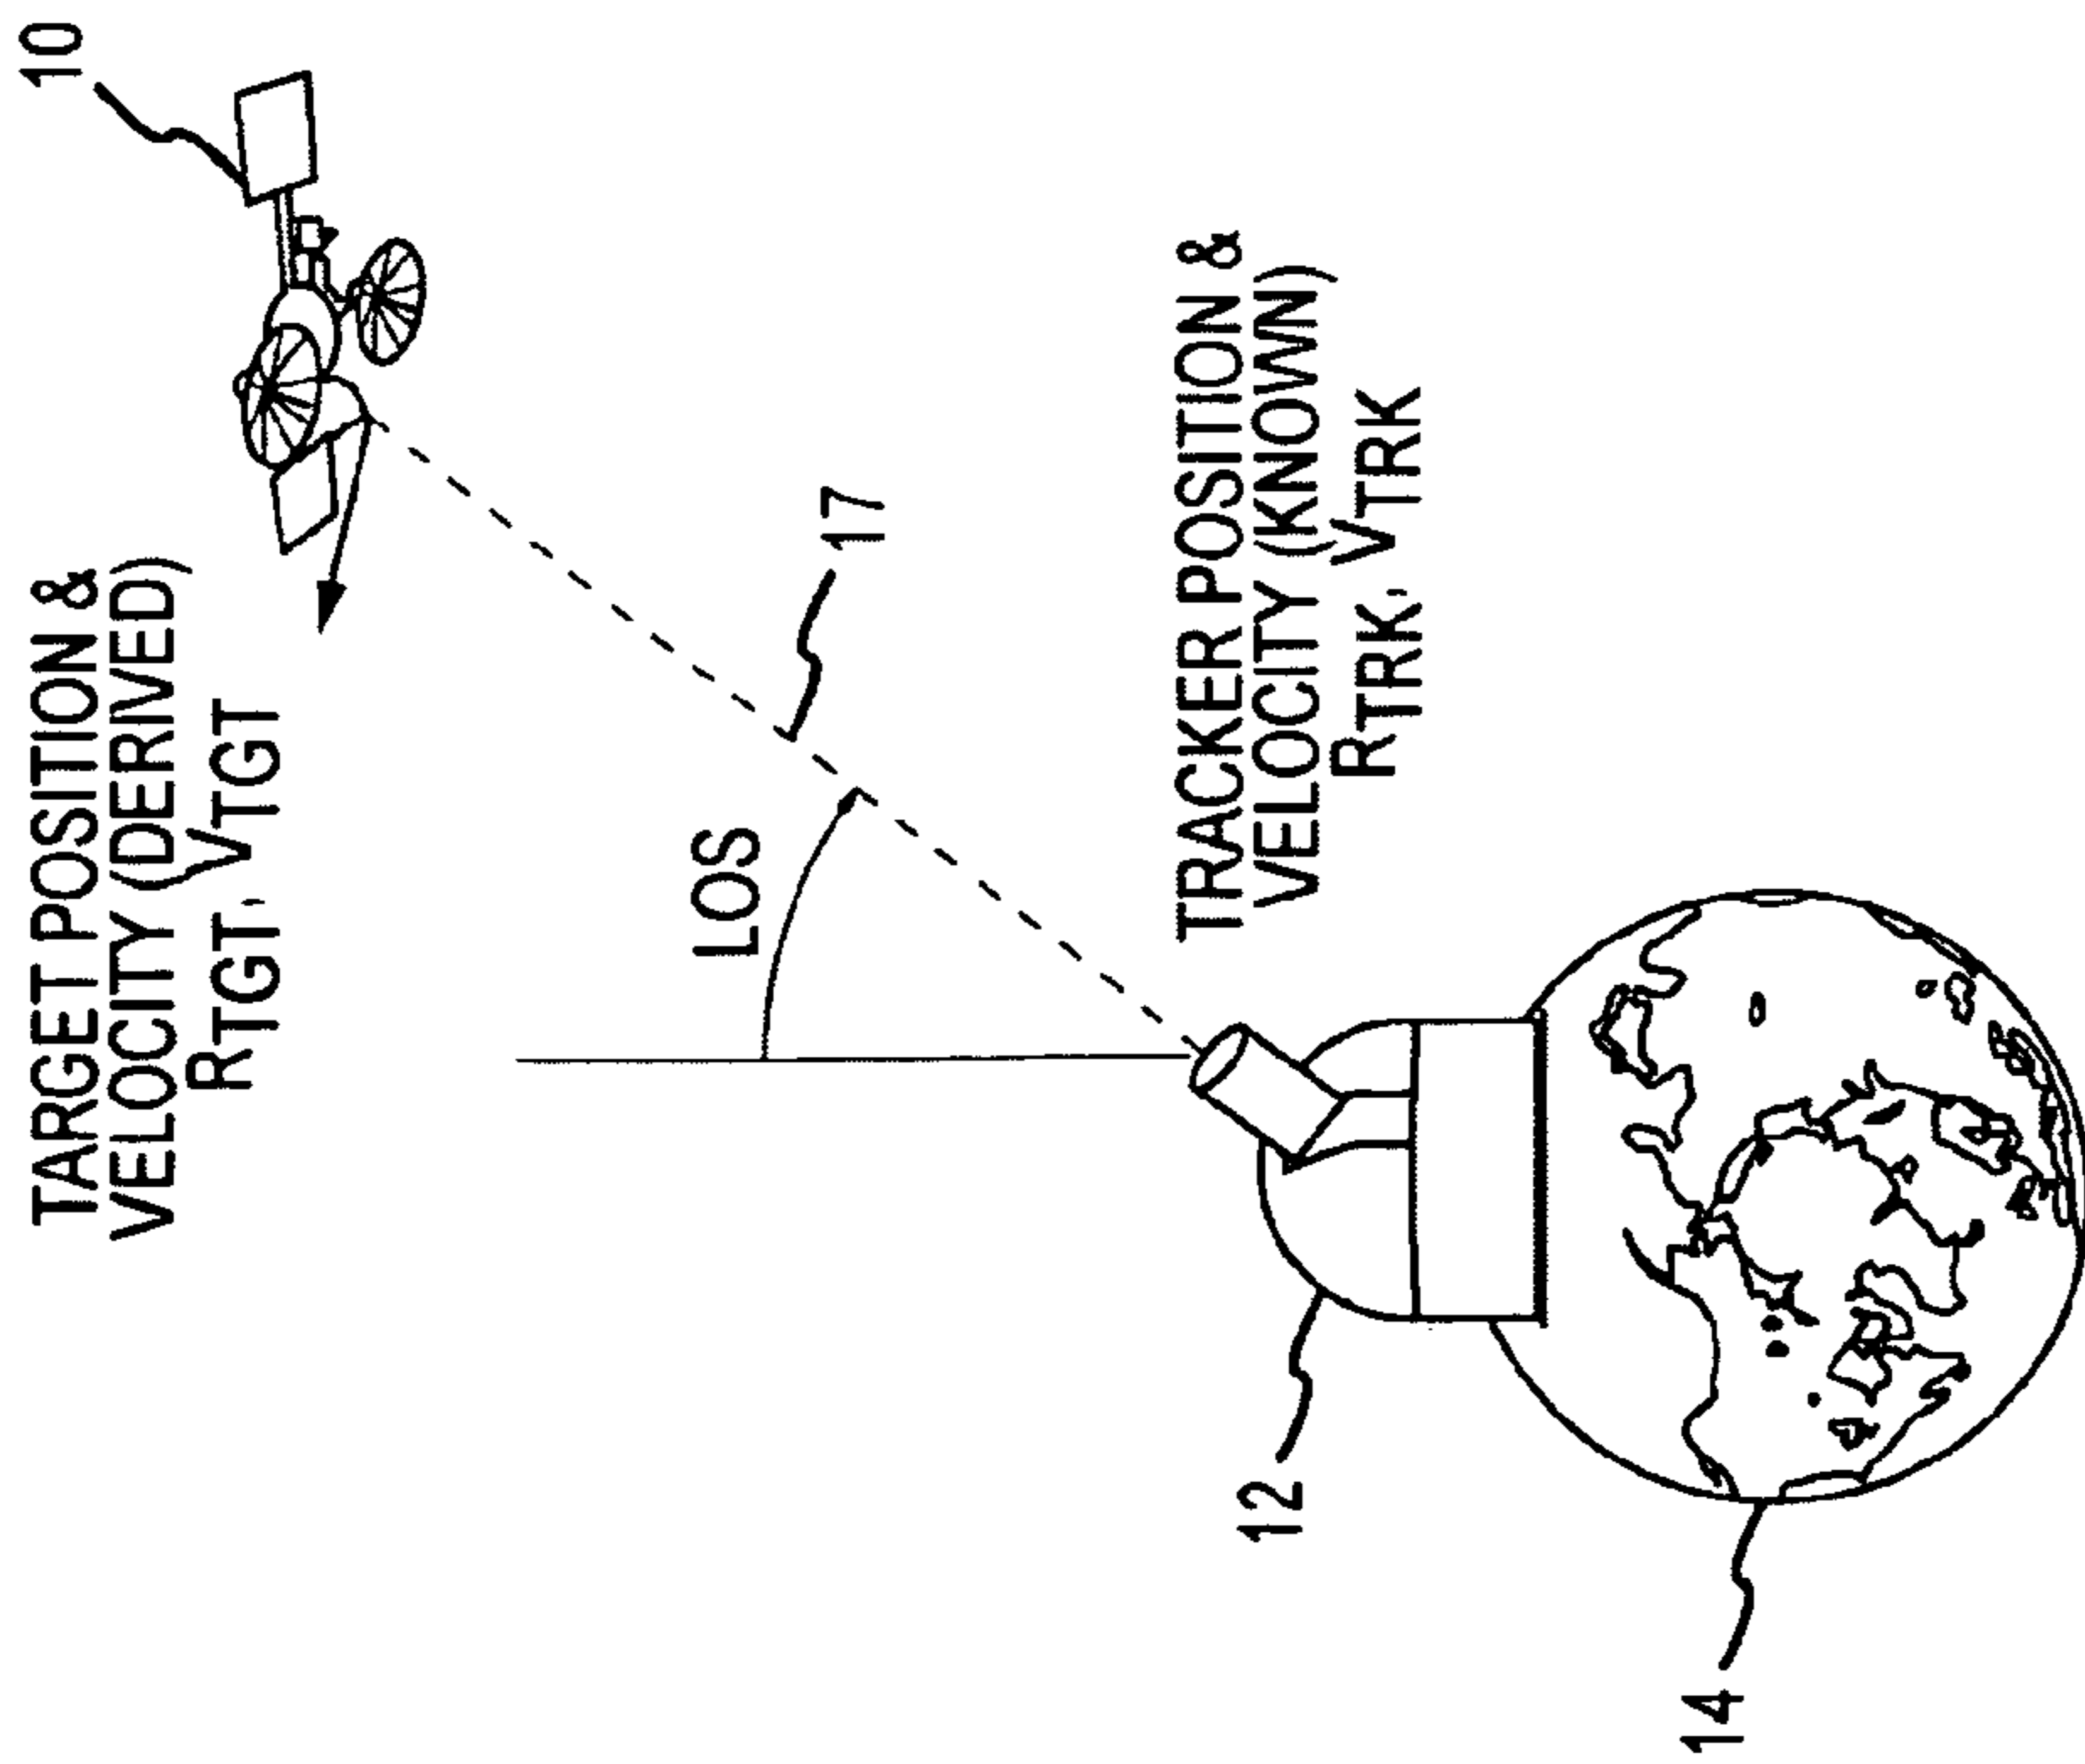 TARGET POSITION &
VELOCITY (DERIVED)
RTGT, VTGT
10
LOS
17
TRACKER POSITION &
VELOCITY (KNOWN)
RTRK, VTRK
12
14